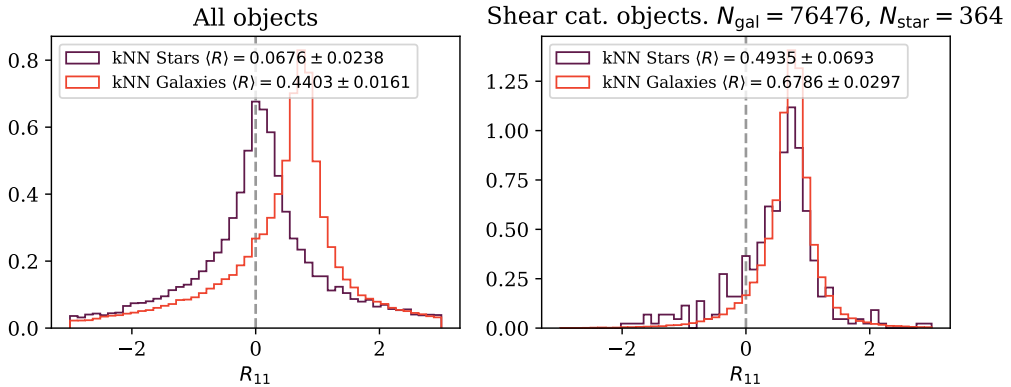 All objects
kNN Stars ⟨R⟩ = 0.0676 ± 0.0238
kNN Galaxies ⟨R⟩ = 0.4403 ± 0.0161
0.8
0.6
0.4
0.2
0.0
−2 0 2
R₁₁
Shear cat. objects. N_gal = 76476, N_star = 364
kNN Stars ⟨R⟩ = 0.4935 ± 0.0693
kNN Galaxies ⟨R⟩ = 0.6786 ± 0.0297
1.25
1.00
0.75
0.50
0.25
0.00
−2 0 2
R₁₁